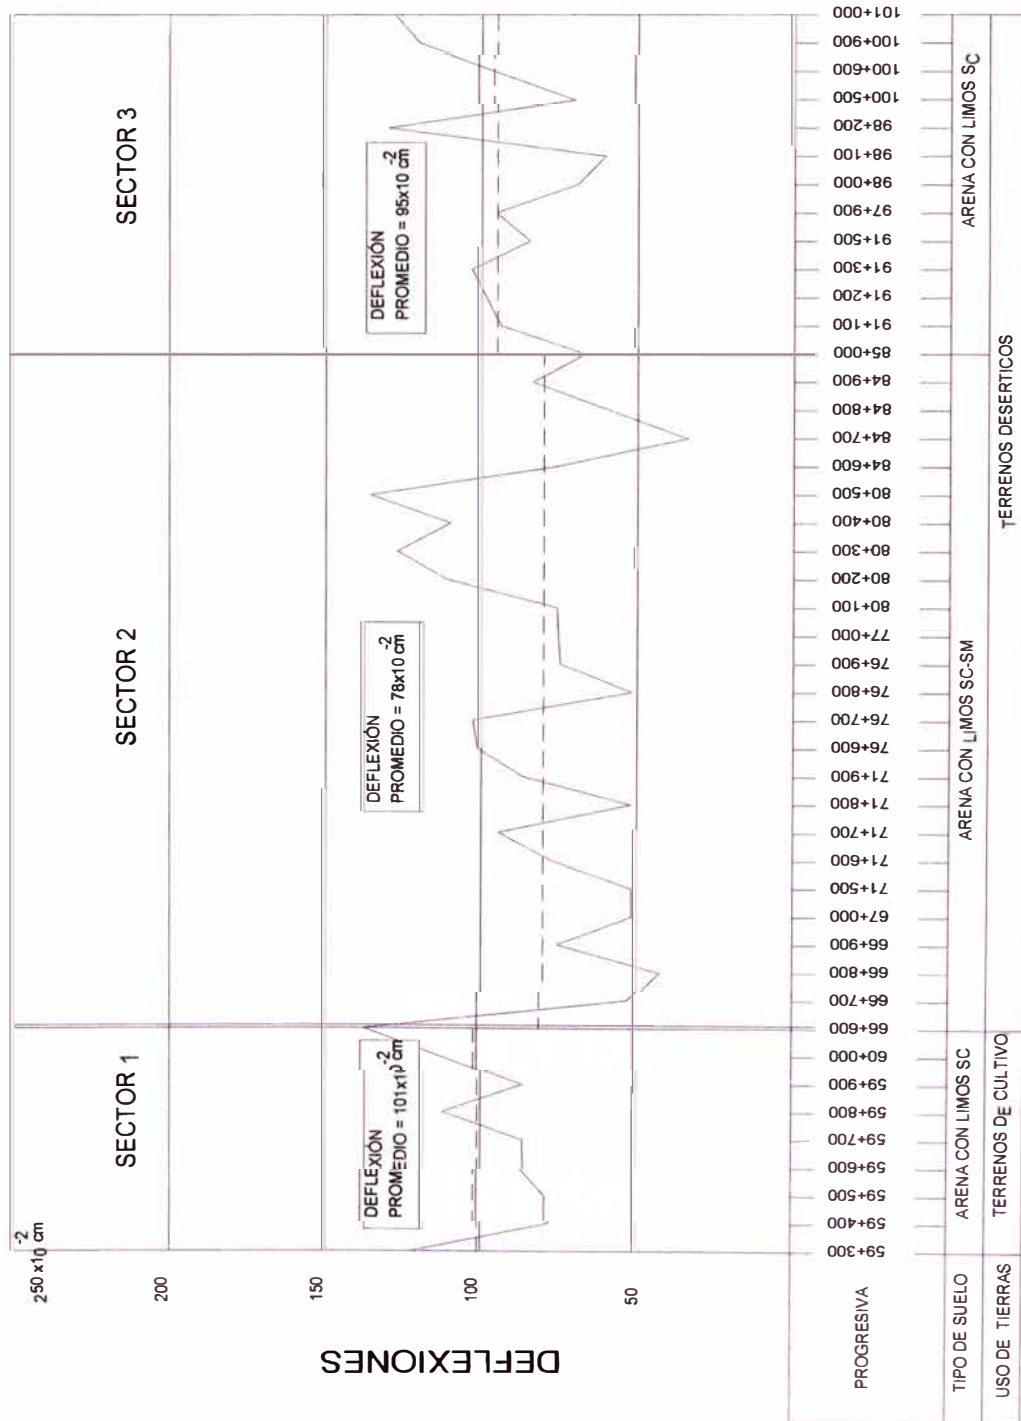 DEFLEXIONES
250 x10 -2 cm
200
150
100
50
SECTOR 1
SECTOR 2
SECTOR 3
DEFLEXIÓN
PROMEDIO = 101x10 -2 cm
DEFLEXIÓN
PROMEDIO = 78x10 -2 cm
DEFLEXIÓN
PROMEDIO = 95x10 -2 cm
PROGRESIVA
59+300
59+400
59+500
59+600
59+700
59+800
59+900
60+000
66+600
66+700
66+800
66+900
67+000
71+500
71+600
71+700
71+800
71+900
76+600
76+700
76+800
76+900
77+000
80+100
80+200
80+300
80+400
80+500
84+600
84+700
84+800
84+900
85+000
91+100
91+200
91+300
91+500
97+900
98+000
98+100
98+200
100+500
100+600
100+900
101+000
TIPO DE SUELO
ARENA CON LIMOS SC
ARENA CON LIMOS SC-SM
ARENA CON LIMOS SC
USO DE TIERRAS
TERRENOS DE CULTIVO
TERRENOS DESERTICOS